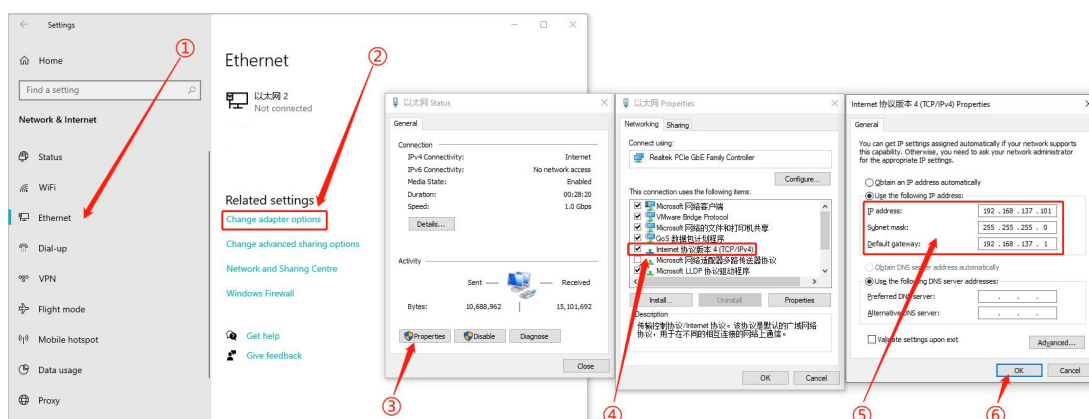 Settings
①
Home
Find a setting
Network & Internet
Status
WiFi
Ethernet
Dial-up
VPN
Flight mode
Mobile hotspot
Data usage
Proxy
Ethernet
②
以太网 2
Not connected
Related settings
Change adapter options
Change advanced sharing options
Network and Sharing Centre
Windows Firewall
Get help
Give feedback
以太网 Status
General
Connection
IPv4 Connectivity: Internet
IPv6 Connectivity: No network access
Media State: Enabled
Duration: 00:28:20
Speed: 1.0 Gbps
Details...
Activity
Sent Received
Bytes: 10,688,962 15,101,692
Properties Disable Diagnose
Close
③
以太网 Properties
Networking Sharing
Connect using:
Realtek PCIe GbE Family Controller
Configure...
This connection uses the following items:
Microsoft 网络客户端
VMware Bridge Protocol
Microsoft 网络的文件和打印机共享
QoS 数据包计划程序
Internet 协议版本 4 (TCP/IPv4)
Microsoft 网络适配器多路传送器协议
Microsoft LLDP 协议驱动程序
Install... Uninstall Properties
Description
传输控制协议/Internet 协议。该协议是默认的广域网络
协议，用于在不同的相互连接的网络上通信。
OK Cancel
④
Internet 协议版本 4 (TCP/IPv4) Properties
General
You can get IP settings assigned automatically if your network supports
this capability. Otherwise, you need to ask your network administrator
for the appropriate IP settings.
Obtain an IP address automatically
Use the following IP address:
IP address: 192 . 168 . 137 . 101
Subnet mask: 255 . 255 . 255 . 0
Default gateway: 192 . 168 . 137 . 1
Obtain DNS server address automatically
Use the following DNS server addresses:
Preferred DNS server: . . .
Alternative DNS server: . . .
Validate settings upon exit
Advanced...
OK Cancel
⑤
⑥